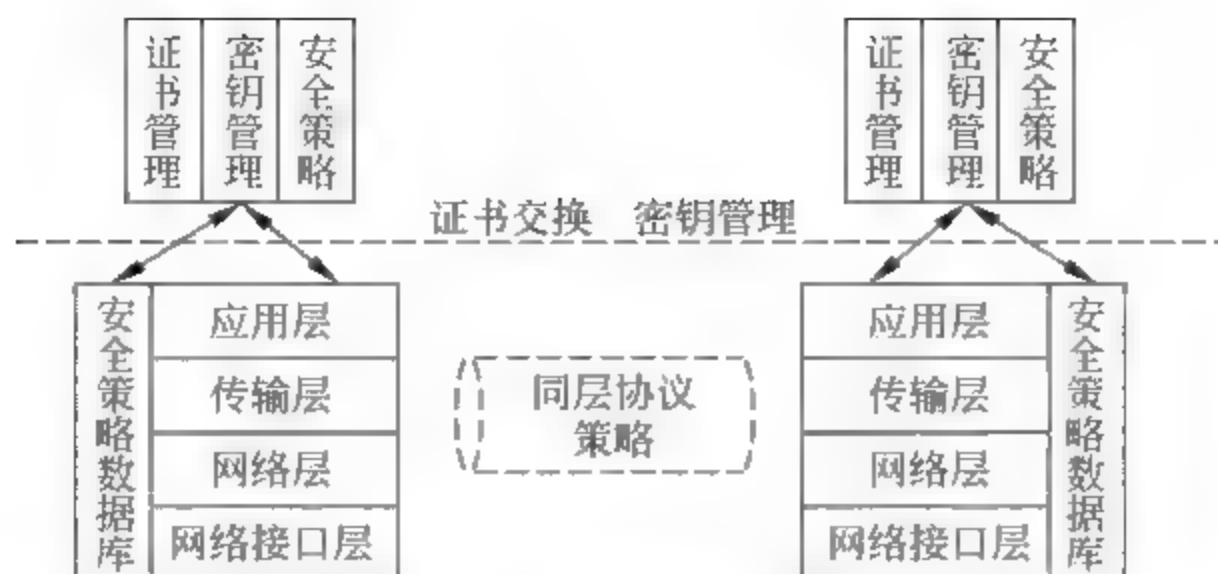 证书管理
密钥管理
安全策略
证书管理
密钥管理
安全策略
证书交换 密钥管理
安全策略数据库
应用层
传输层
网络层
网络接口层
同层协议
策略
应用层
传输层
网络层
网络接口层
安全策略数据库